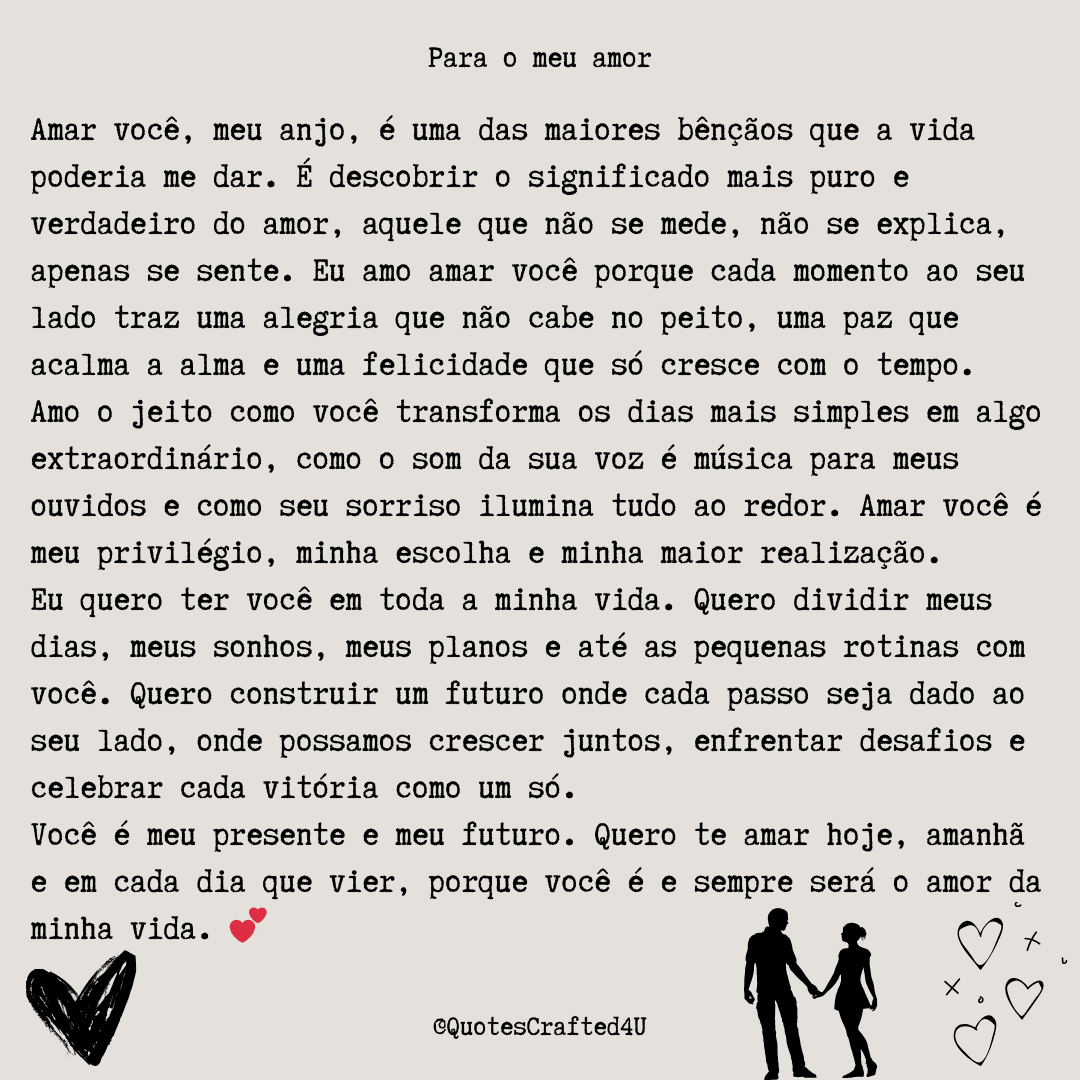 Para o meu amor
Amar você, meu anjo, é uma das maiores bênçãos que a vida
poderia me dar. É descobrir o significado mais puro e
verdadeiro do amor, aquele que não se mede, não se explica,
apenas se sente. Eu amo amar você porque cada momento ao seu
lado traz uma alegria que não cabe no peito, uma paz que
acalma a alma e uma felicidade que só cresce com o tempo.
Amo o jeito como você transforma os dias mais simples em algo
extraordinário, como o som da sua voz é música para meus
ouvidos e como seu sorriso ilumina tudo ao redor. Amar você é
meu privilégio, minha escolha e minha maior realização.
Eu quero ter você em toda a minha vida. Quero dividir meus
dias, meus sonhos, meus planos e até as pequenas rotinas com
você. Quero construir um futuro onde cada passo seja dado ao
seu lado, onde possamos crescer juntos, enfrentar desafios e
celebrar cada vitória como um só.
Você é meu presente e meu futuro. Quero te amar hoje, amanhã
e em cada dia que vier, porque você é e sempre será o amor da
minha vida. 💕
@QuotesCrafted4U